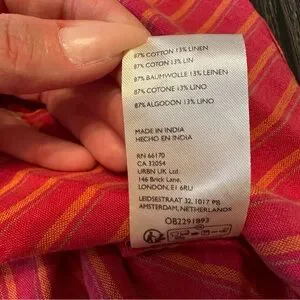 87% COTTON 13% LINEN
87% COTON 13% LIN
87% BAUMWOLLE 13% LEINEN
87% COTONE 13% LINO
87% ALGODON 13% LINO
MADE IN INDIA
HECHO EN INDIA
RN 66170
CA 32054
URBN UK Ltd.
146 Brick Lane,
LONDON, E1 6RU
LEIDSESTRAAT 32, 1017 PB
AMSTERDAM, NETHERLANDS
OB2291893